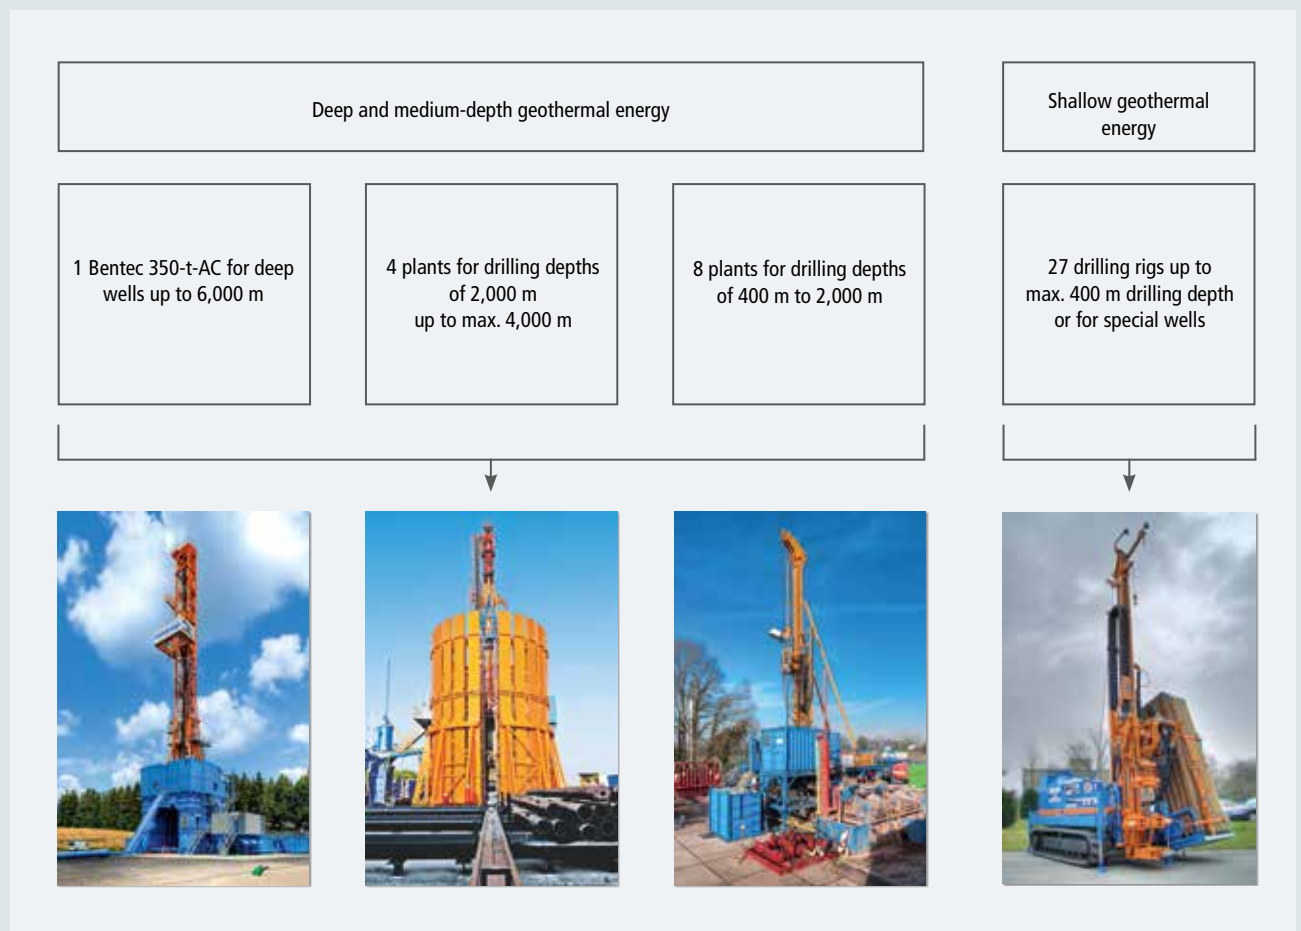 Deep and medium-depth geothermal energy
Shallow geothermal
energy
1 Bentec 350-t-AC for deep
wells up to 6,000 m
4 plants for drilling depths
of 2,000 m
up to max. 4,000 m
8 plants for drilling depths
of 400 m to 2,000 m
27 drilling rigs up to
max. 400 m drilling depth
or for special wells